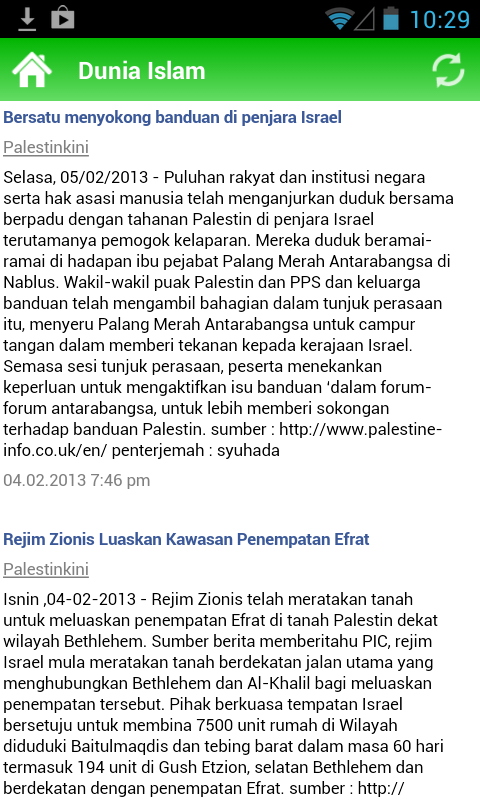 10:29
Dunia Islam
Bersatu menyokong banduan di penjara Israel
Palestinkini
Selasa, 05/02/2013 - Puluhan rakyat dan institusi negara
serta hak asasi manusia telah menganjurkan duduk bersama
berpadu dengan tahanan Palestin di penjara Israel
terutamanya pemogok kelaparan. Mereka duduk beramai-
ramai di hadapan ibu pejabat Palang Merah Antarabangsa di
Nablus. Wakil-wakil puak Palestin dan PPS dan keluarga
banduan telah mengambil bahagian dalam tunjuk perasaan
itu, menyeru Palang Merah Antarabangsa untuk campur
tangan dalam memberi tekanan kepada kerajaan Israel.
Semasa sesi tunjuk perasaan, peserta menekankan
keperluan untuk mengaktifkan isu banduan ‘dalam forum-
forum antarabangsa, untuk lebih memberi sokongan
terhadap banduan Palestin. sumber : http://www.palestine-
info.co.uk/en/ penterjemah : syuhada
04.02.2013 7:46 pm
Rejim Zionis Luaskan Kawasan Penempatan Efrat
Palestinkini
Isnin ,04-02-2013 - Rejim Zionis telah meratakan tanah
untuk meluaskan penempatan Efrat di tanah Palestin dekat
wilayah Bethlehem. Sumber berita memberitahu PIC, rejim
Israel mula meratakan tanah berdekatan jalan utama yang
menghubungkan Bethlehem dan Al-Khalil bagi meluaskan
penempatan tersebut. Pihak berkuasa tempatan Israel
bersetuju untuk membina 7500 unit rumah di Wilayah
diduduki Baitulmaqdis dan tebing barat dalam masa 60 hari
termasuk 194 unit di Gush Etzion, selatan Bethlehem dan
berdekatan dengan penempatan Efrat. sumber : http://